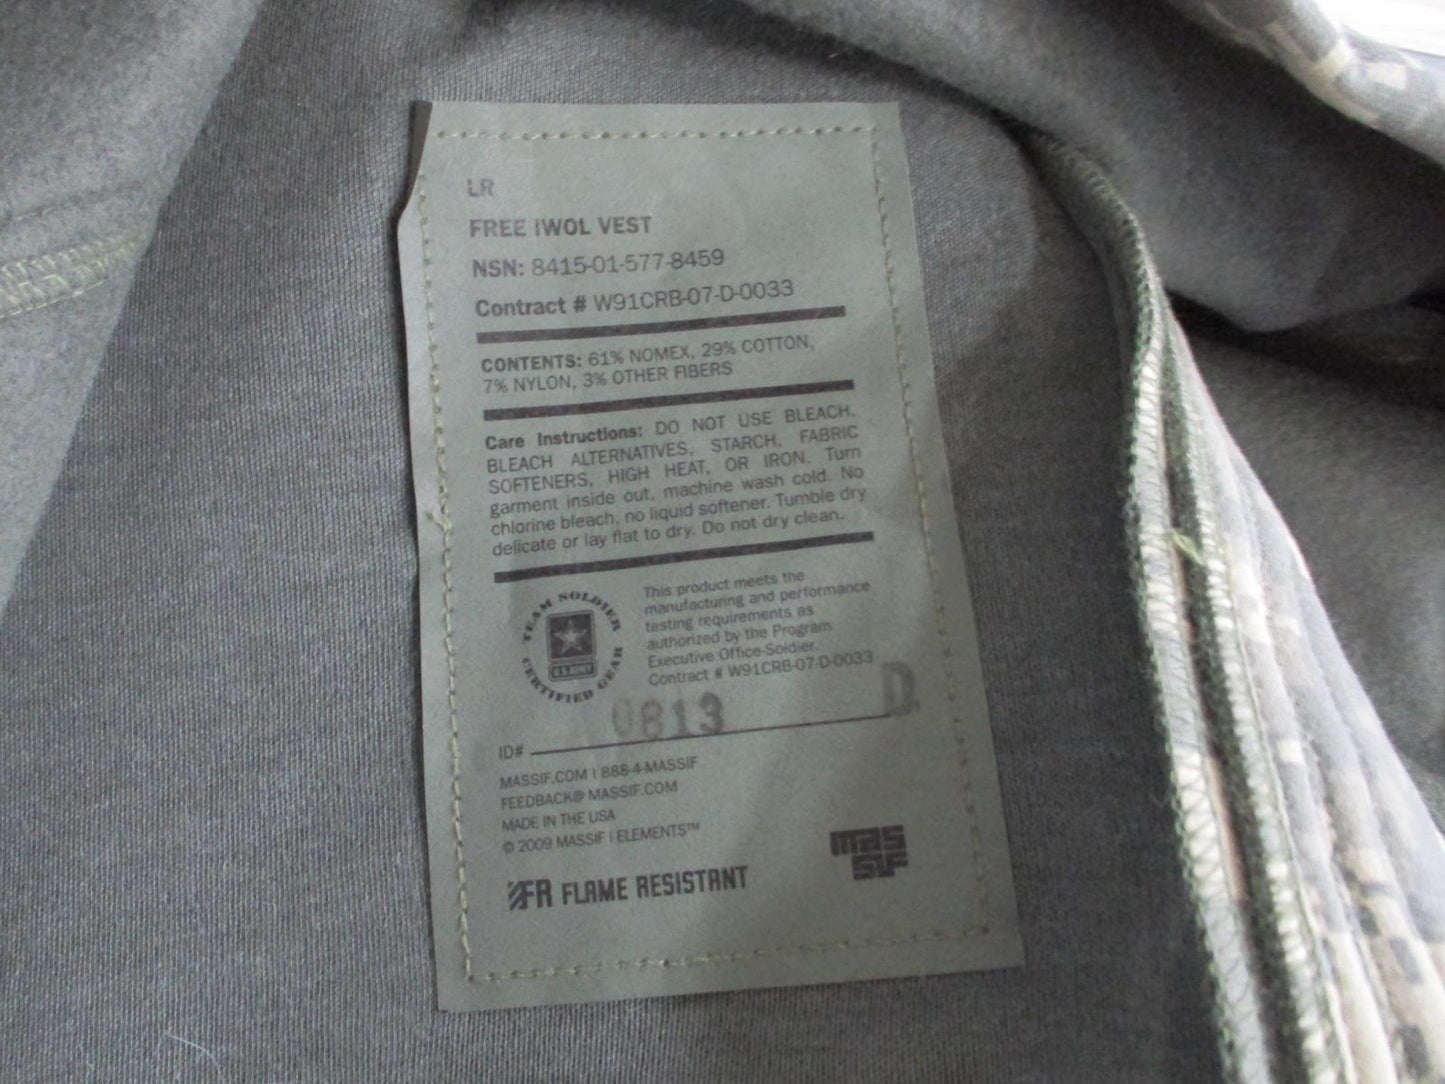 LR
FREE IWOL VEST
NSN: 8415-01-577-8459
Contract # W91CRB-07-D-0033
CONTENTS: 61% NOMEX, 29% COTTON,
7% NYLON, 3% OTHER FIBERS
Care Instructions: DO NOT USE BLEACH,
BLEACH ALTERNATIVES, STARCH, FABRIC
SOFTENERS, HIGH HEAT, OR IRON. Turn
garment inside out, machine wash cold. No
chlorine bleach, no liquid softener. Tumble dry
delicate or lay flat to dry. Do not dry clean.
TEAM SOLDIER
U.S. ARMY
CERTIFIED GEAR
This product meets the
manufacturing and performance
testing requirements as
authorized by the Program
Executive Office-Soldier.
Contract # W91CRB-07-D-0033
ID# 0813 D
MASSIF.COM | 888-4-MASSIF
FEEDBACK@ MASSIF.COM
MADE IN THE USA
© 2009 MASSIF | ELEMENTS™
FR FLAME RESISTANT
MASSIF